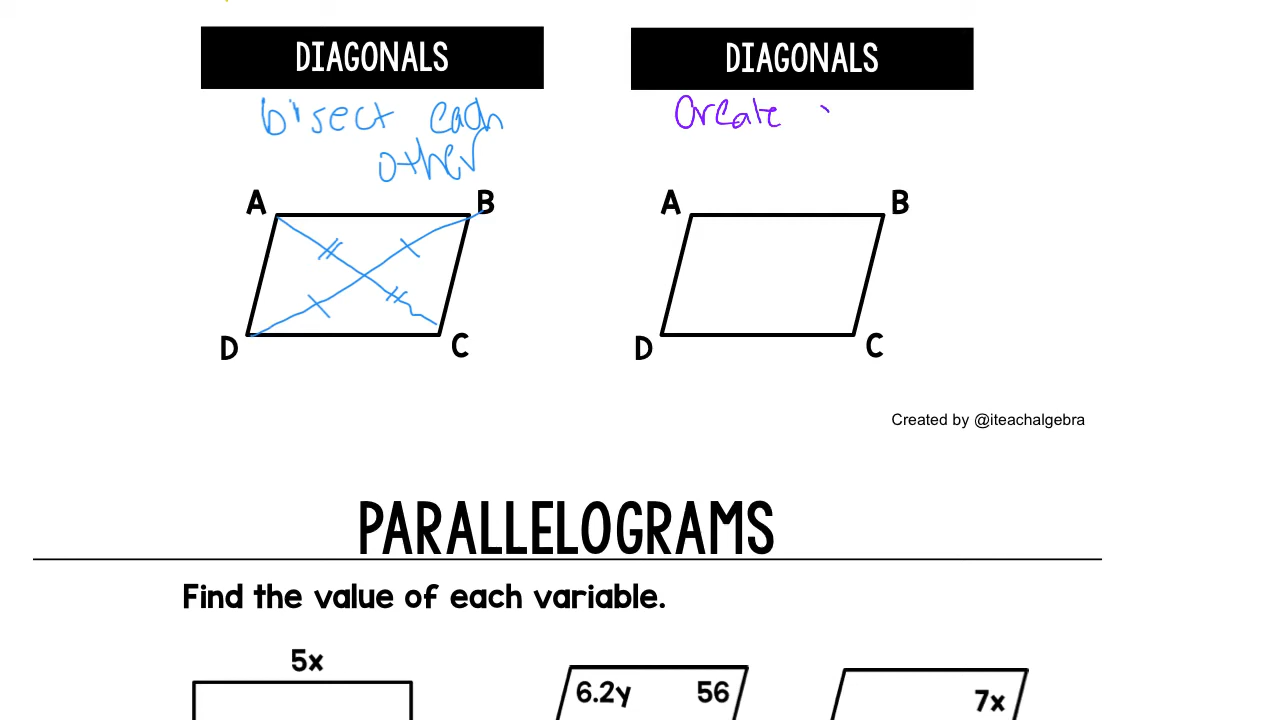 DIAGONALS
bisect each
other
A B
D C
DIAGONALS
Create
A B
D C
Created by @iteachalgebra
PARALLELOGRAMS
Find the value of each variable.
5x
6.2y 56
7x